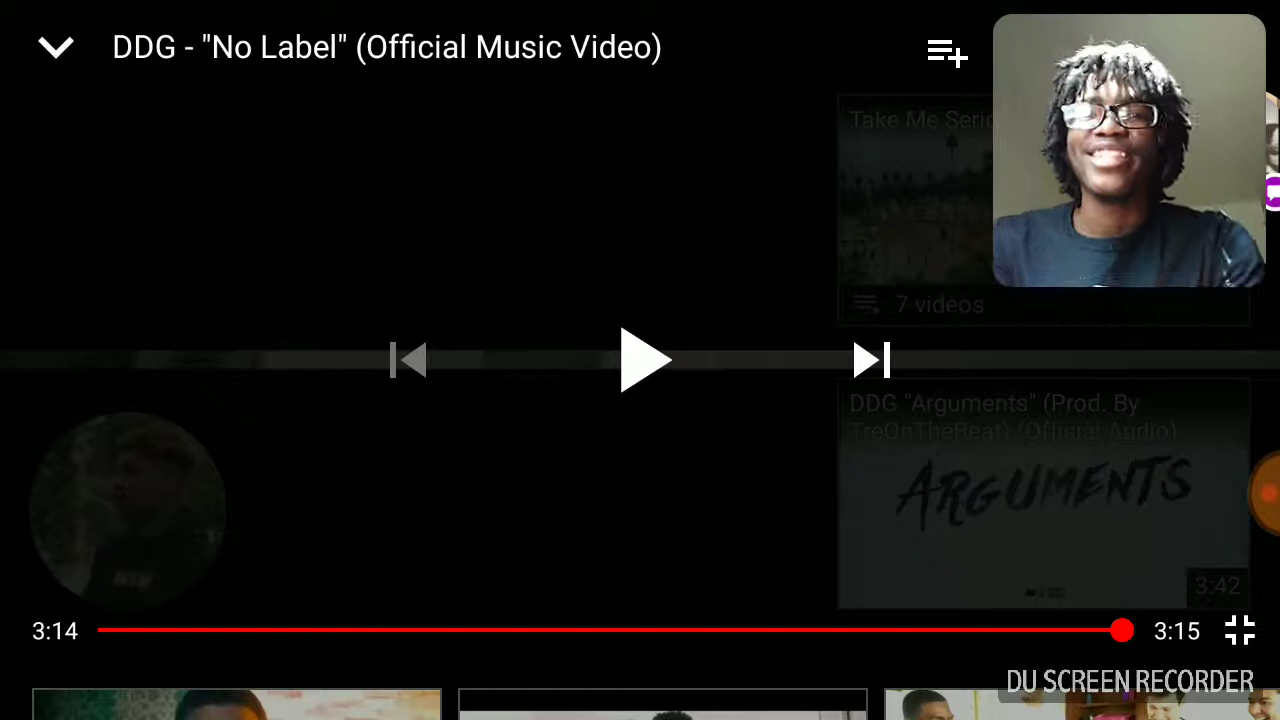 DDG - "No Label" (Official Music Video)
Take Me
7 videos
DDG "Arguments" (Prod. By
TreOnTheBeat) (Official Audio)
ARGUMENTS
3:42
3:14
3:15
DU SCREEN RECORDER